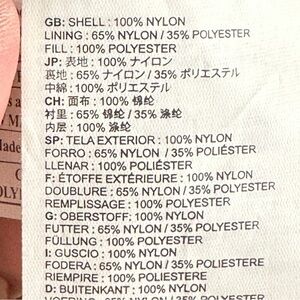 GB: SHELL: 100% NYLON
LINING: 65% NYLON / 35% POLYESTER
FILL: 100% POLYESTER
JP: 表地: 100% ナイロン
裏地: 65% ナイロン / 35% ポリエステル
中綿: 100% ポリエステル
CH: 面布: 100% 锦纶
衬里: 65% 锦纶 / 35% 涤纶
内层: 100% 涤纶
SP: TELA EXTERIOR: 100% NYLON
FORRO: 65% NYLON / 35% POLIÉSTER
LLENAR: 100% POLIÉSTER
F: ÉTOFFE EXTÉRIEURE: 100% NYLON
DOUBLURE: 65% NYLON / 35% POLYESTER
REMPLISSAGE: 100% POLYESTER
G: OBERSTOFF: 100% NYLON
FUTTER: 65% NYLON / 35% POLYESTER
FÜLLUNG: 100% POLYESTER
I: GUSCIO: 100% NYLON
FODERA: 65% NYLON / 35% POLIESTERE
RIEMPIRE: 100% POLIESTERE
D: BUITENKANT: 100% NYLON